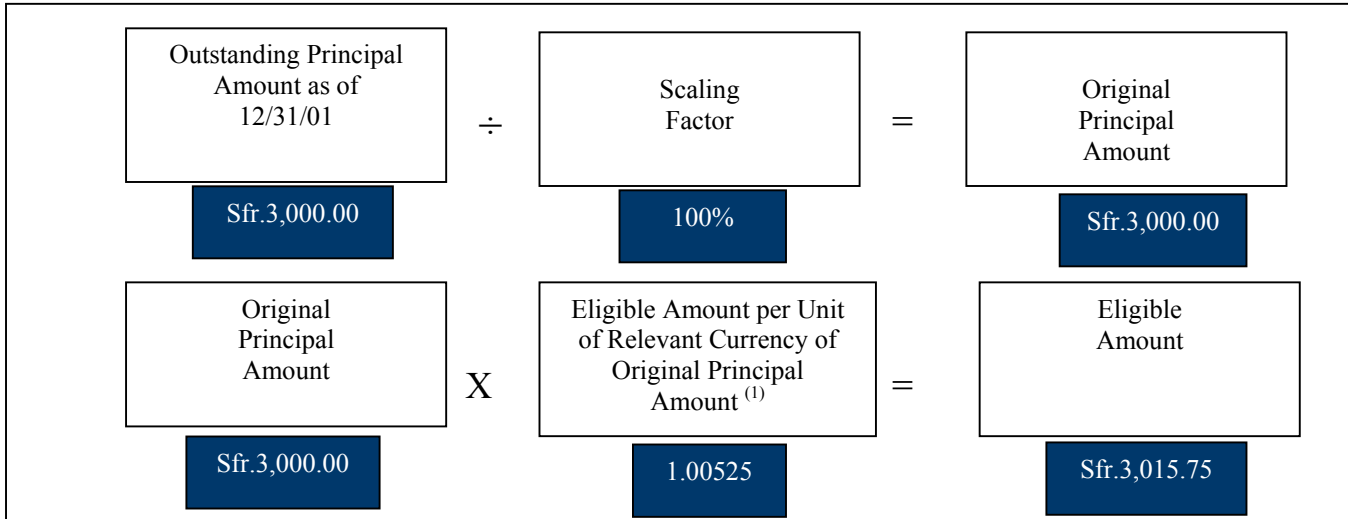 Outstanding Principal
Amount as of
12/31/01
÷
Scaling
Factor
=
Original
Principal
Amount
Sfr.3,000.00
100%
Sfr.3,000.00
Original
Principal
Amount
X
Eligible Amount per Unit
of Relevant Currency of
Original Principal
Amount (1)
=
Eligible
Amount
Sfr.3,000.00
1.00525
Sfr.3,015.75